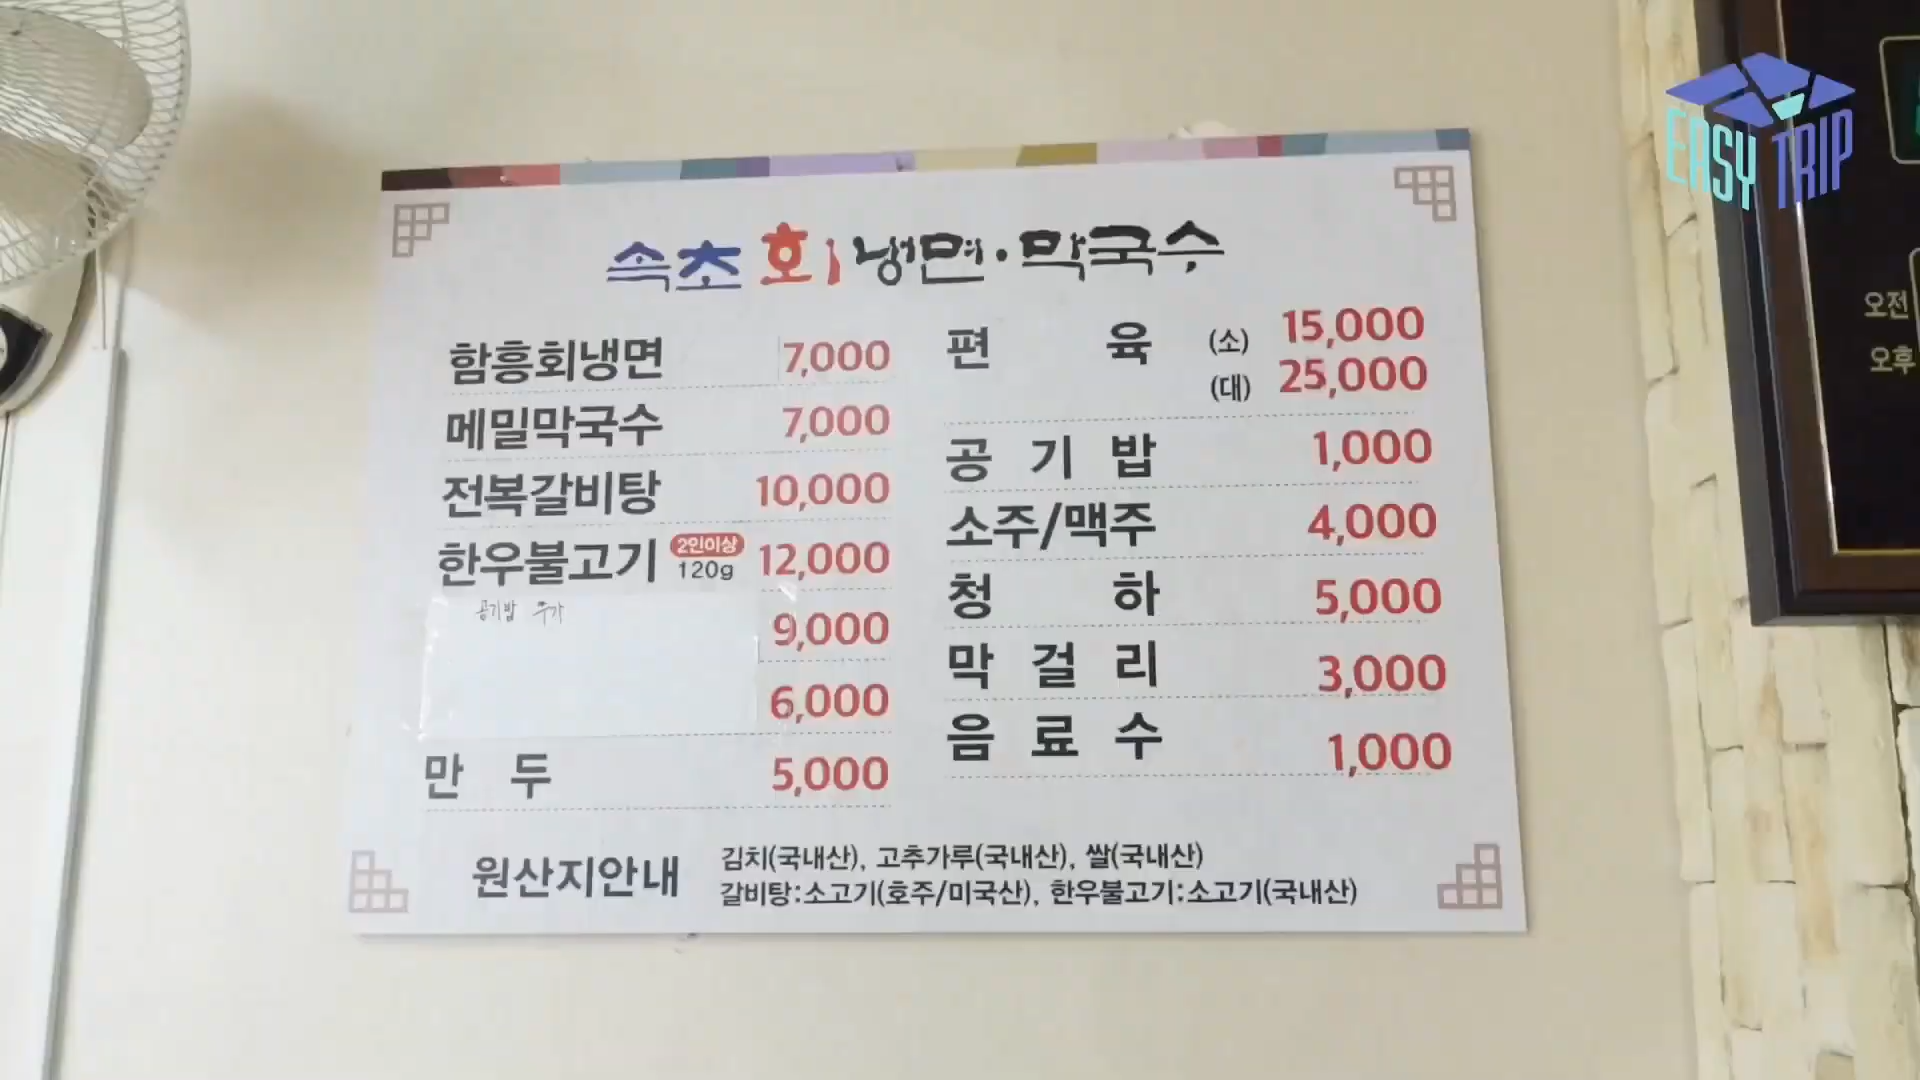 속초 회냉면·막국수
함흥회냉면 7,000
메밀막국수 7,000
전복갈비탕 10,000
한우불고기 2인이상 120g 12,000
공기밥 추가
9,000
6,000
만두 5,000
편육 (소) 15,000
(대) 25,000
공기밥 1,000
소주/맥주 4,000
청하 5,000
막걸리 3,000
음료수 1,000
원산지안내
김치(국내산), 고추가루(국내산), 쌀(국내산)
갈비탕:소고기(호주/미국산), 한우불고기:소고기(국내산)
EASY TRIP
오전
오후